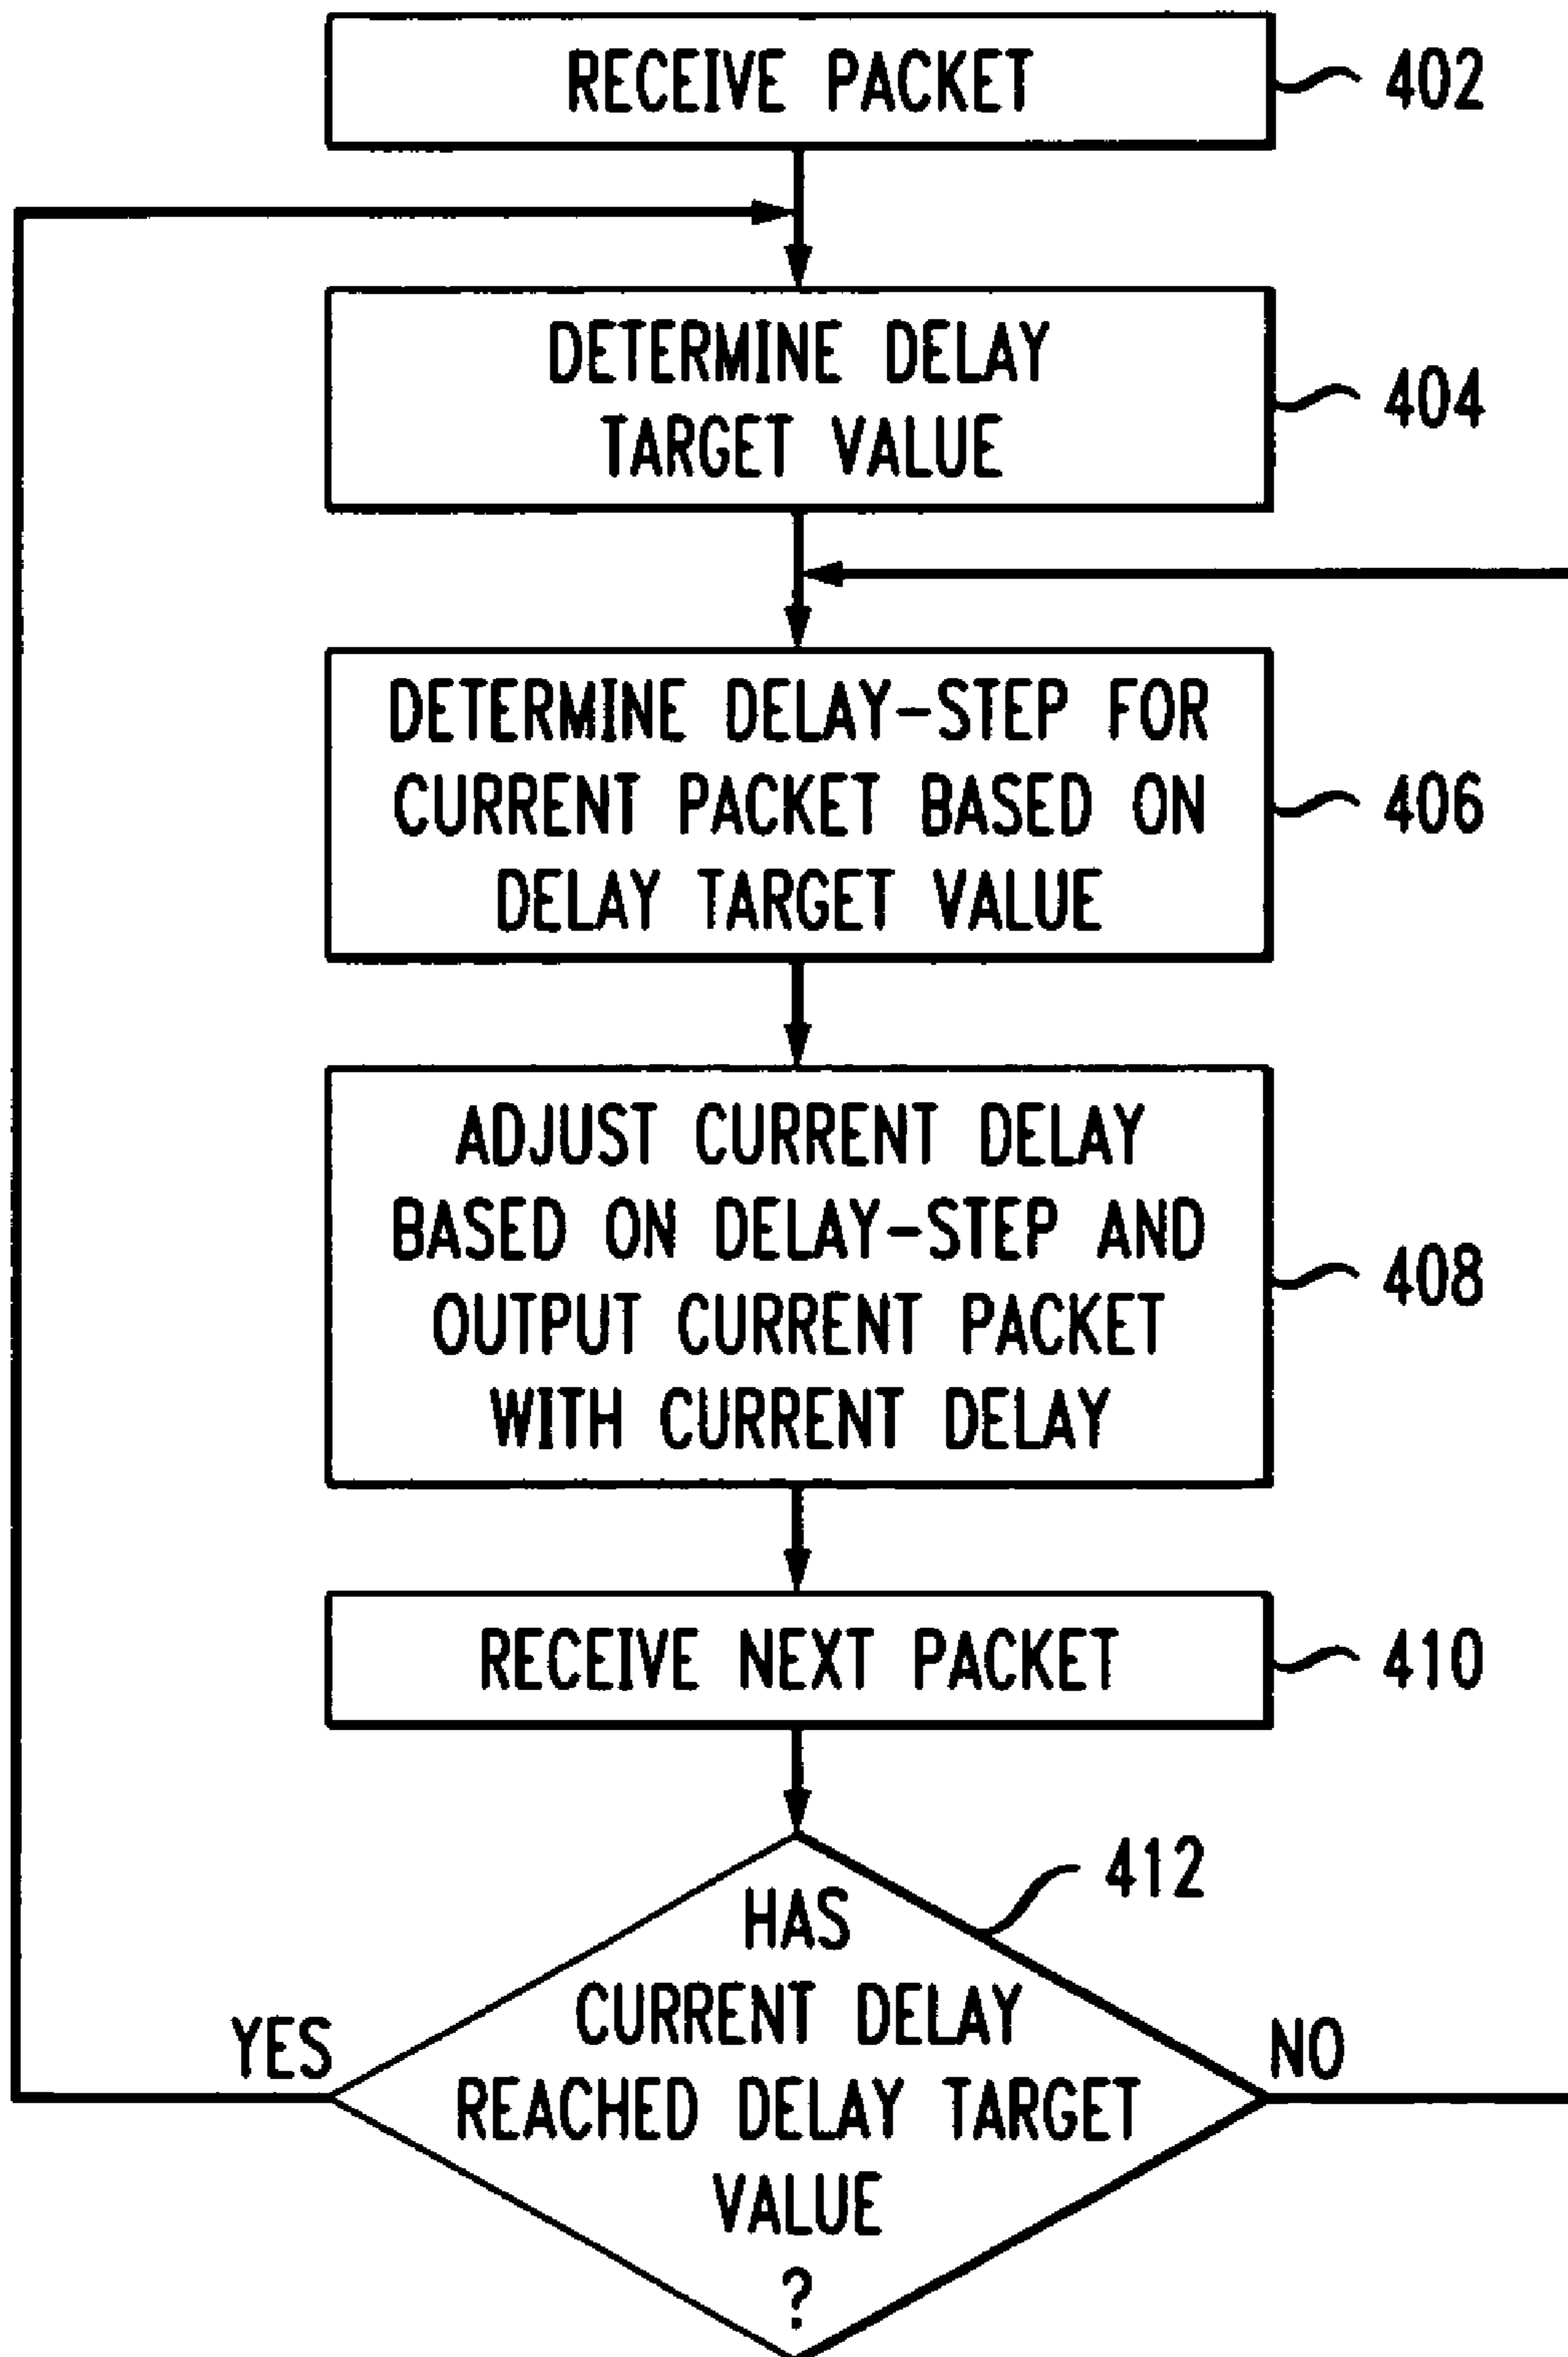 RECEIVE PACKET
402
DETERMINE DELAY
TARGET VALUE
404
DETERMINE DELAY-STEP FOR
CURRENT PACKET BASED ON
DELAY TARGET VALUE
406
ADJUST CURRENT DELAY
BASED ON DELAY-STEP AND
OUTPUT CURRENT PACKET
WITH CURRENT DELAY
408
RECEIVE NEXT PACKET
410
412
HAS
CURRENT DELAY
REACHED DELAY TARGET
VALUE
?
YES
NO